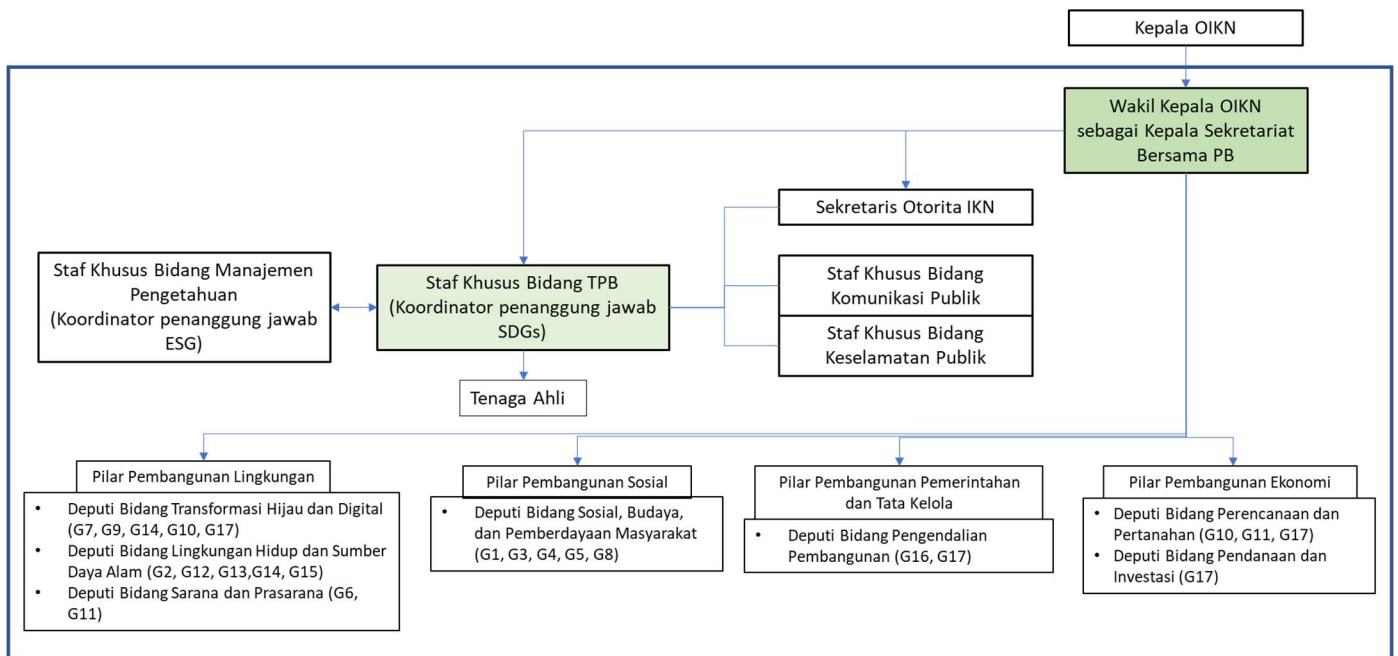 Kepala OIKN
Wakil Kepala OIKN
sebagai Kepala Sekretariat
Bersama PB
Sekretaris Otorita IKN
Staf Khusus Bidang Manajemen
Pengetahuan
(Koordinator penanggung jawab
ESG)
Staf Khusus Bidang TPB
(Koordinator penanggung jawab
SDGs)
Staf Khusus Bidang
Komunikasi Publik
Staf Khusus Bidang
Keselamatan Publik
Tenaga Ahli
Pilar Pembangunan Lingkungan
• Deputi Bidang Transformasi Hijau dan Digital
(G7, G9, G14, G10, G17)
• Deputi Bidang Lingkungan Hidup dan Sumber
Daya Alam (G2, G12, G13,G14, G15)
• Deputi Bidang Sarana dan Prasarana (G6,
G11)
Pilar Pembangunan Sosial
• Deputi Bidang Sosial, Budaya,
dan Pemberdayaan Masyarakat
(G1, G3, G4, G5, G8)
Pilar Pembangunan Pemerintahan
dan Tata Kelola
• Deputi Bidang Pengendalian
Pembangunan (G16, G17)
Pilar Pembangunan Ekonomi
• Deputi Bidang Perencanaan dan
Pertanahan (G10, G11, G17)
• Deputi Bidang Pendanaan dan
Investasi (G17)